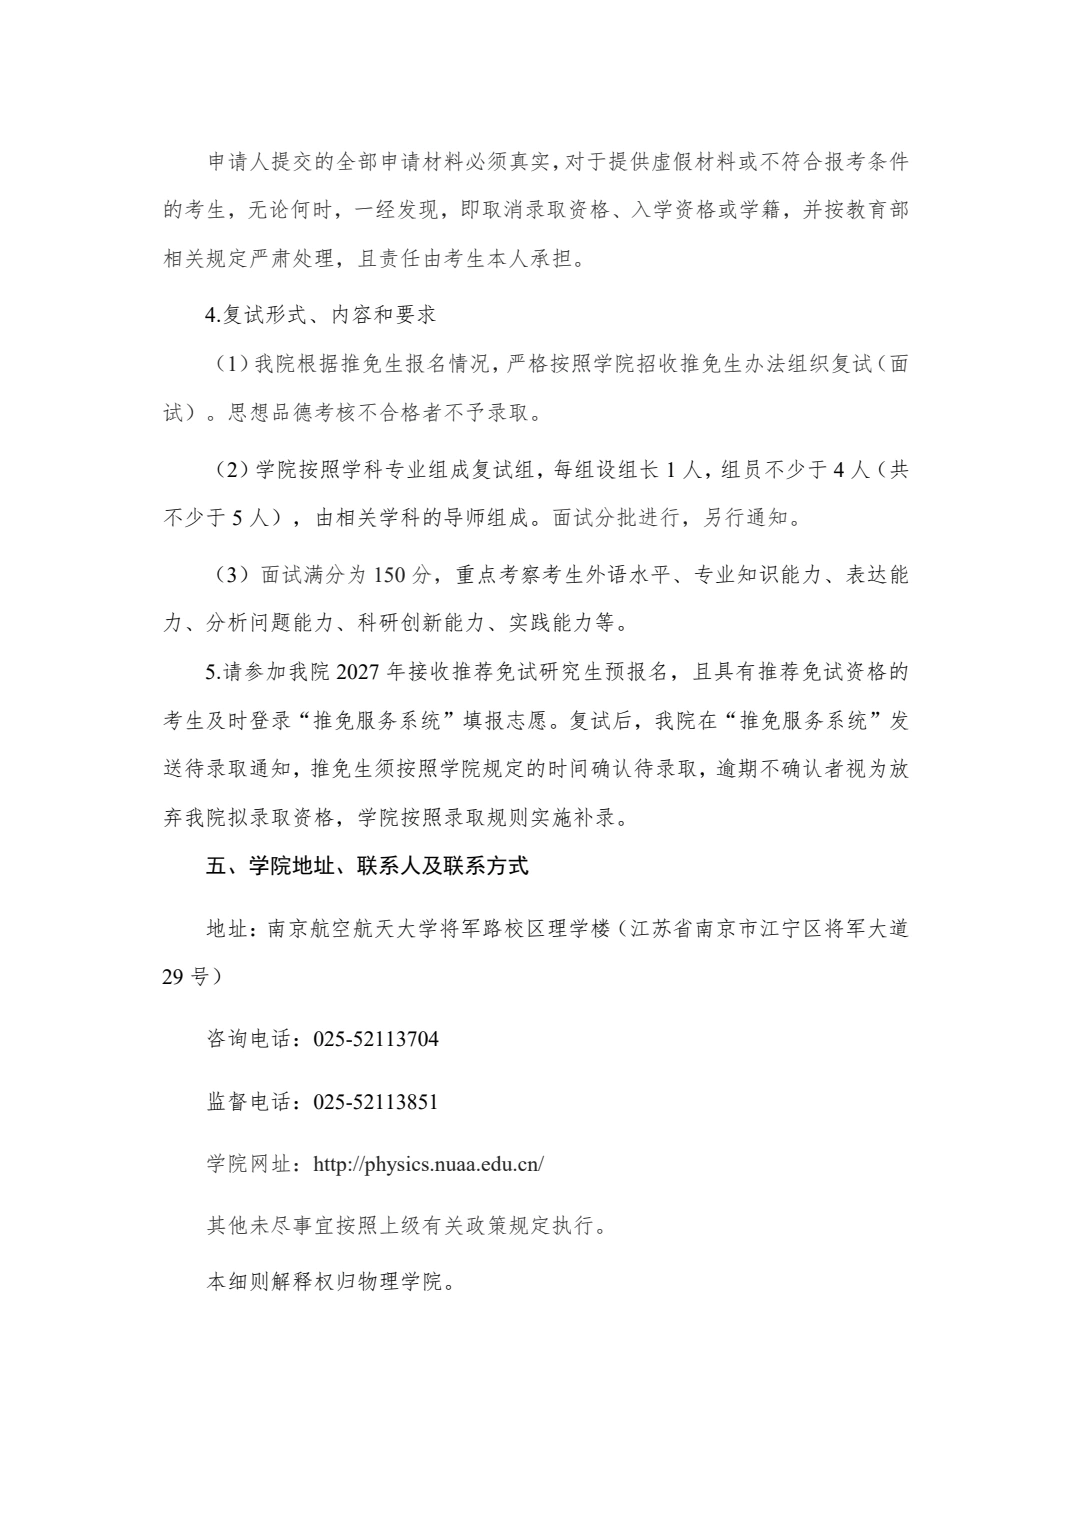 申请人提交的全部申请材料必须真实，对于提供虚假材料或不符合报考条件
的考生，无论何时，一经发现，即取消录取资格、入学资格或学籍，并按教育部
相关规定严肃处理，且责任由考生本人承担。
4.复试形式、内容和要求
（1）我院根据推免生报名情况，严格按照学院招收推免生办法组织复试（面
试）。思想品德考核不合格者不予录取。
（2）学院按照学科专业组成复试组，每组设组长 1 人，组员不少于 4 人（共
不少于 5 人），由相关学科的导师组成。面试分批进行，另行通知。
（3）面试满分为 150 分，重点考察考生外语水平、专业知识能力、表达能
力、分析问题能力、科研创新能力、实践能力等。
5.请参加我院 2027 年接收推荐免试研究生预报名，且具有推荐免试资格的
考生及时登录“推免服务系统”填报志愿。复试后，我院在“推免服务系统”发
送待录取通知，推免生须按照学院规定的时间确认待录取，逾期不确认者视为放
弃我院拟录取资格，学院按照录取规则实施补录。
五、学院地址、联系人及联系方式
地址：南京航空航天大学将军路校区理学楼（江苏省南京市江宁区将军大道
29 号）
咨询电话：025-52113704
监督电话：025-52113851
学院网址：http://physics.nuaa.edu.cn/
其他未尽事宜按照上级有关政策规定执行。
本细则解释权归物理学院。